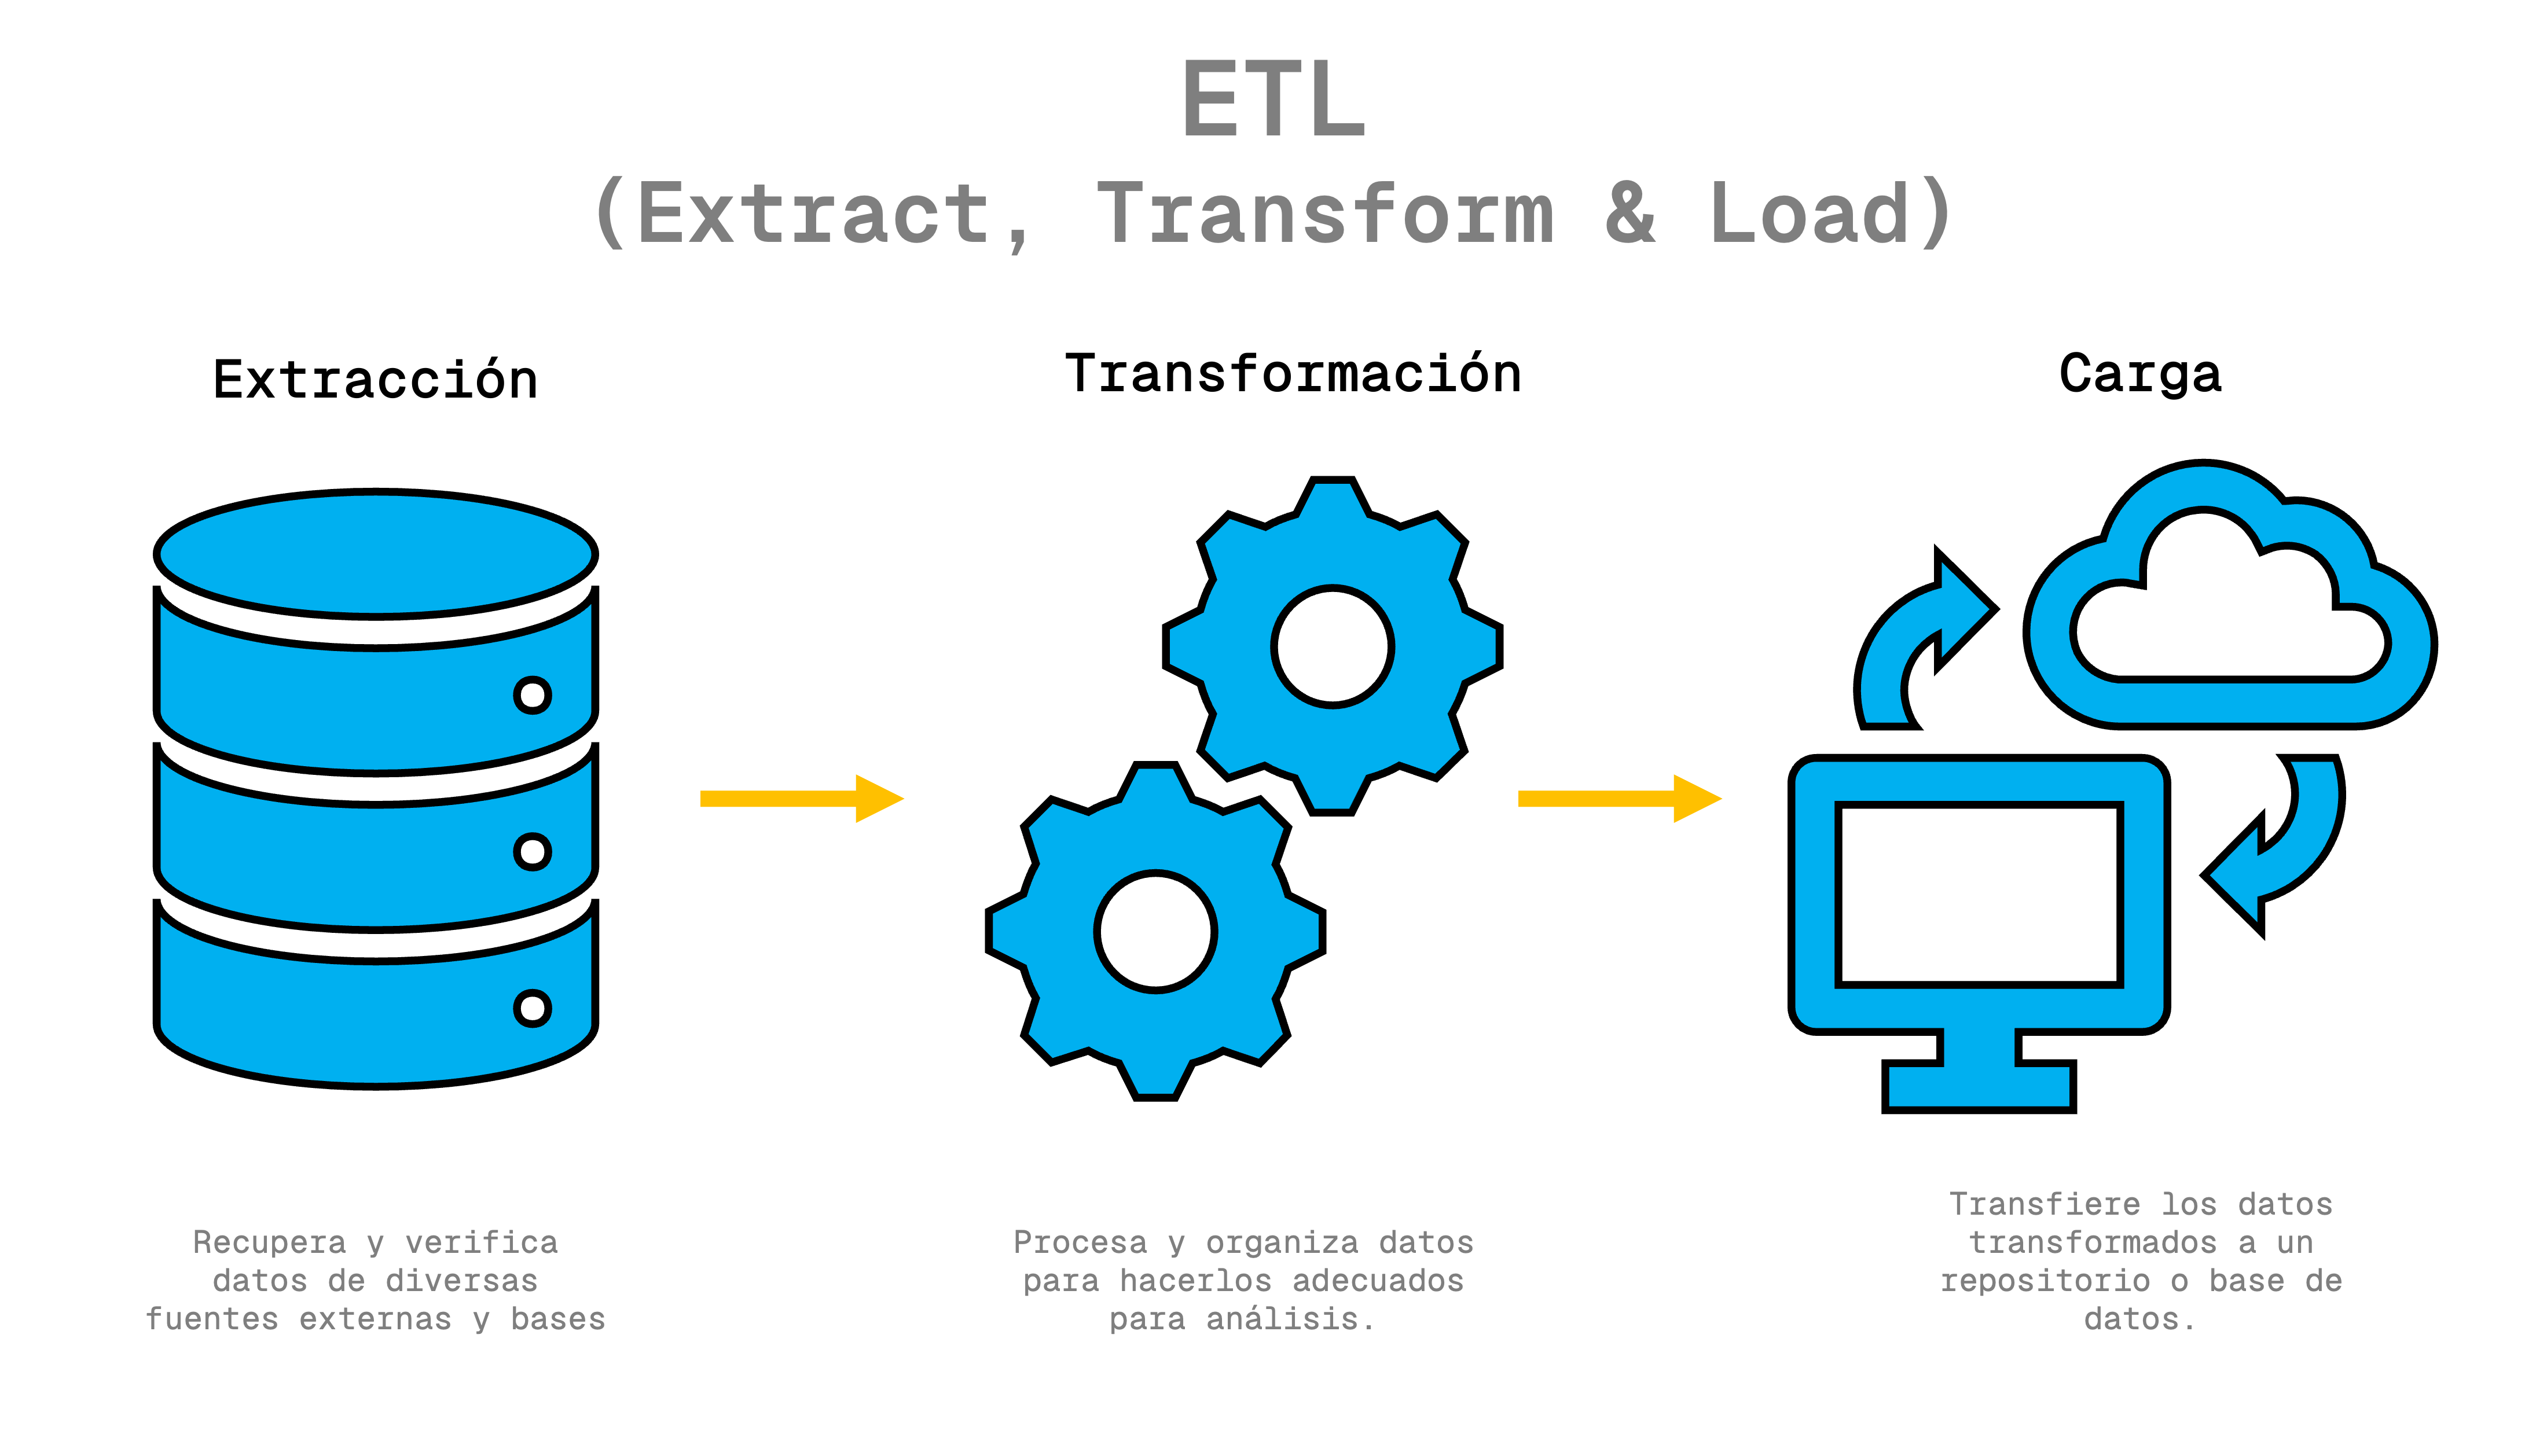 ETL
(Extract, Transform & Load)
Extracción
Transformación
Carga
Recupera y verifica
datos de diversas
fuentes externas y bases
Procesa y organiza datos
para hacerlos adecuados
para análisis.
Transfiere los datos
transformados a un
repositorio o base de
datos.